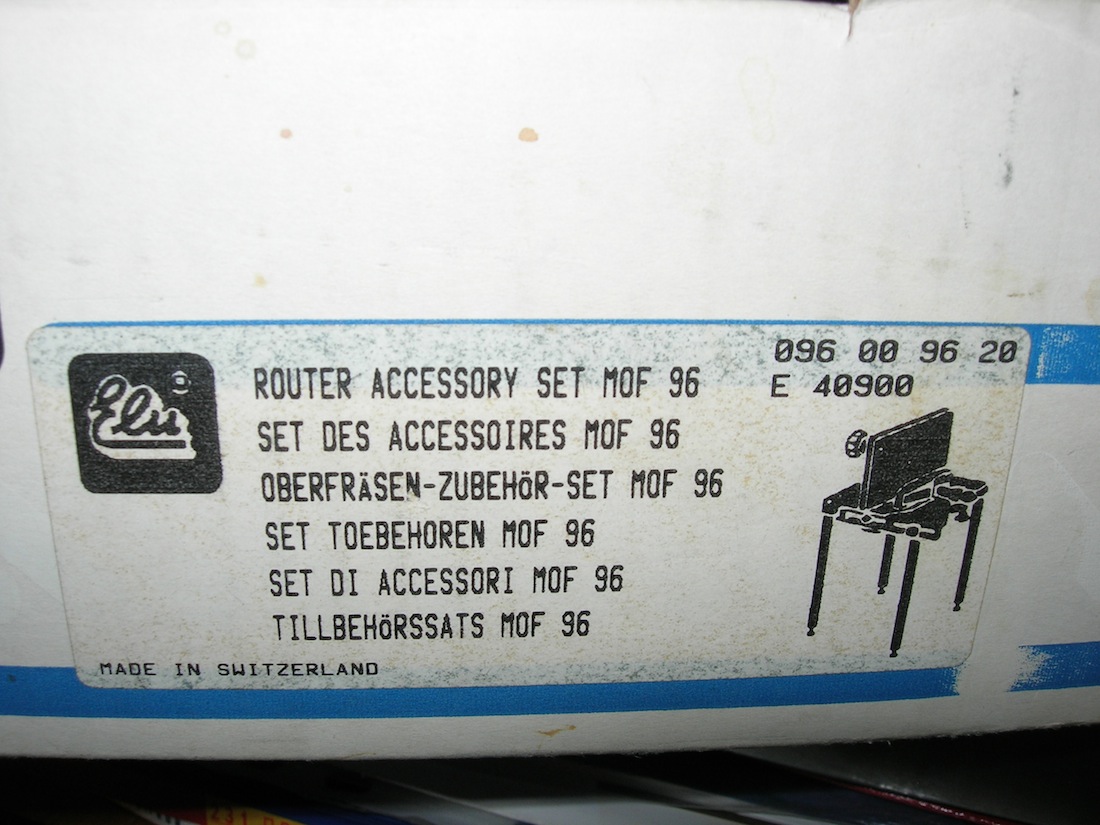 096 00 96 20
E 40900
Elu
ROUTER ACCESSORY SET MOF 96
SET DES ACCESSOIRES MOF 96
OBERFRÄSEN-ZUBEHöR-SET MOF 96
SET TOEBEHOREN MOF 96
SET DI ACCESSORI MOF 96
TILLBEHöRSSATS MOF 96
MADE IN SWITZERLAND